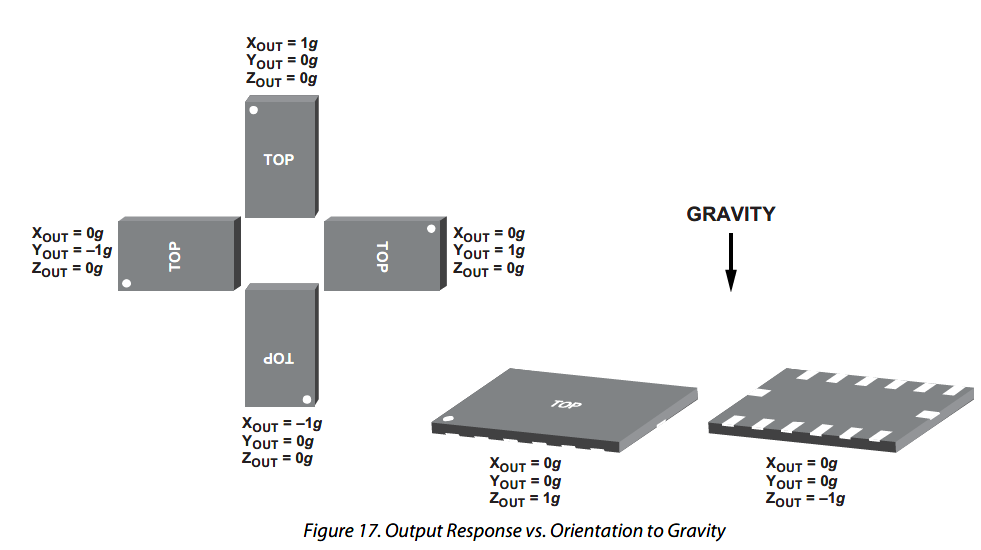 XOUT = 1g
YOUT = 0g
ZOUT = 0g
TOP
XOUT = 0g
YOUT = –1g
ZOUT = 0g
TOP
TOP
XOUT = 0g
YOUT = 1g
ZOUT = 0g
GRAVITY
TOP
XOUT = –1g
YOUT = 0g
ZOUT = 0g
TOP
XOUT = 0g
YOUT = 0g
ZOUT = 1g
XOUT = 0g
YOUT = 0g
ZOUT = –1g
Figure 17. Output Response vs. Orientation to Gravity